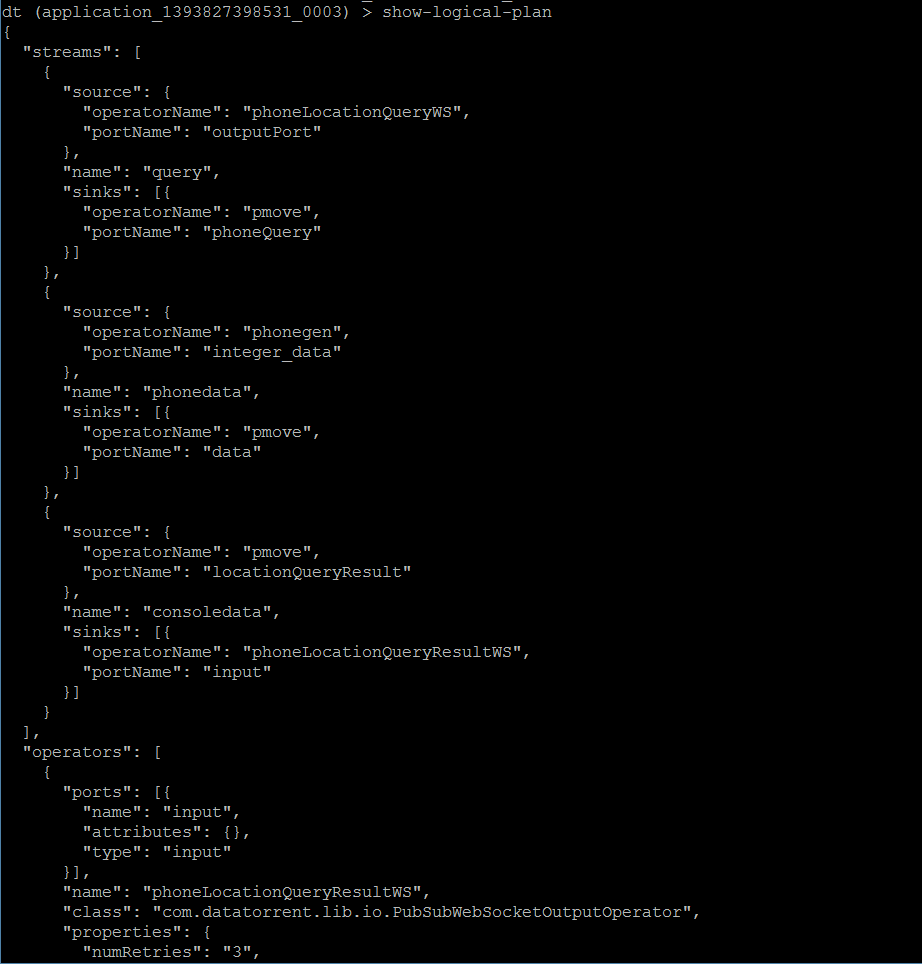 dt (application_1393827398531_0003) > show-logical-plan
{
  "streams": [
    {
      "source": {
        "operatorName": "phoneLocationQueryWS",
        "portName": "outputPort"
      },
      "name": "query",
      "sinks": [{
        "operatorName": "pmove",
        "portName": "phoneQuery"
      }]
    },
    {
      "source": {
        "operatorName": "phonegen",
        "portName": "integer_data"
      },
      "name": "phonedata",
      "sinks": [{
        "operatorName": "pmove",
        "portName": "data"
      }]
    },
    {
      "source": {
        "operatorName": "pmove",
        "portName": "locationQueryResult"
      },
      "name": "consoledata",
      "sinks": [{
        "operatorName": "phoneLocationQueryResultWS",
        "portName": "input"
      }]
    }
  ],
  "operators": [
    {
      "ports": [{
        "name": "input",
        "attributes": {},
        "type": "input"
      }],
      "name": "phoneLocationQueryResultWS",
      "class": "com.datatorrent.lib.io.PubSubWebSocketOutputOperator",
      "properties": {
        "numRetries": "3",